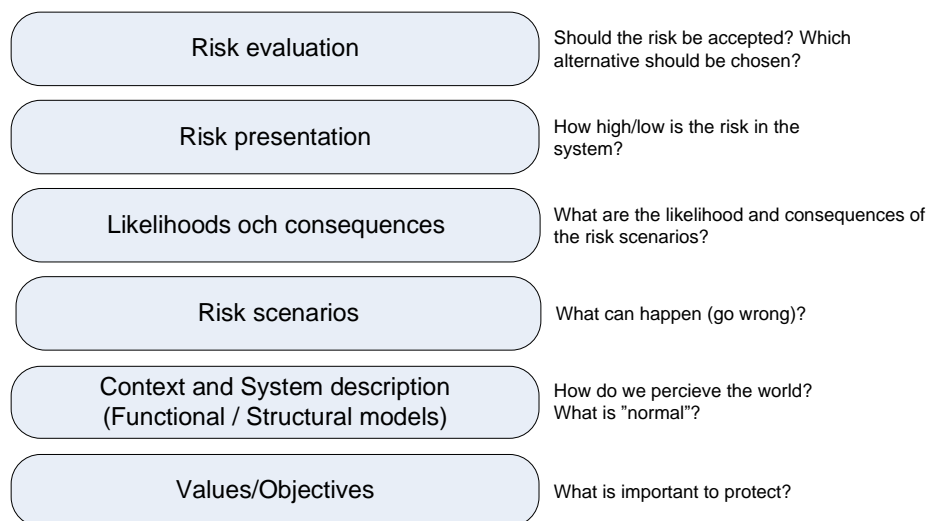 Risk evaluation
Should the risk be accepted? Which
alternative should be chosen?
Risk presentation
How high/low is the risk in the
system?
Likelihoods och consequences
What are the likelihood and consequences of
the risk scenarios?
Risk scenarios
What can happen (go wrong)?
Context and System description
(Functional / Structural models)
How do we percieve the world?
What is ”normal”?
Values/Objectives
What is important to protect?